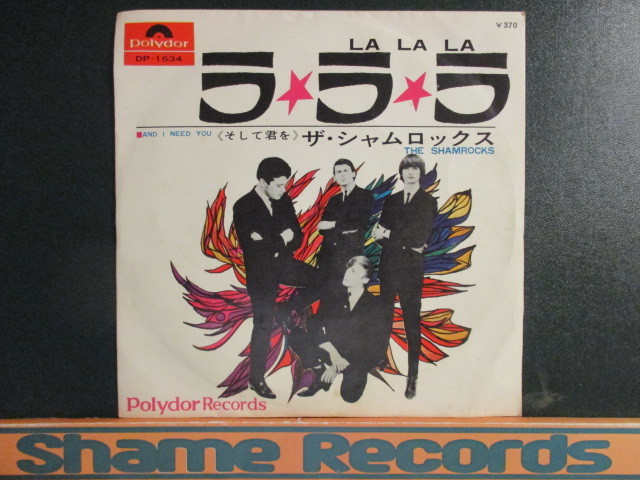 Polydor
DP-1534
¥370
LA LA LA
ラ★ラ★ラ
■AND I NEED YOU《そして君を》ザ・シャムロックス
THE SHAMROCKS
Polydor Records
Shame Records